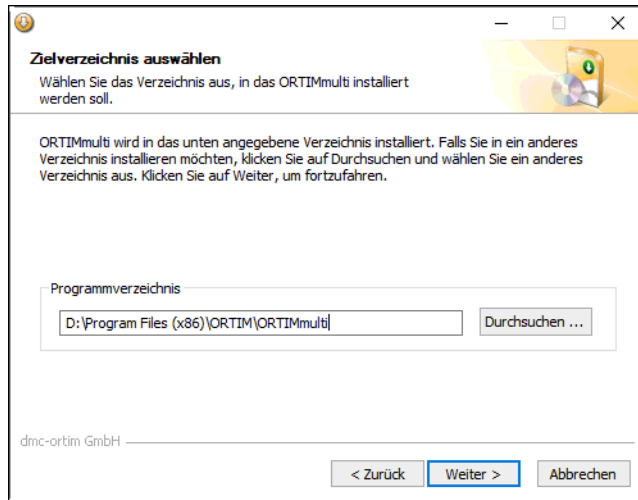 Zielverzeichnis auswählen
Wählen Sie das Verzeichnis aus, in das ORTIMmulti installiert
werden soll.
ORTIMmulti wird in das unten angegebene Verzeichnis installiert. Falls Sie in ein anderes
Verzeichnis installieren möchten, klicken Sie auf Durchsuchen und wählen Sie ein anderes
Verzeichnis aus. Klicken Sie auf Weiter, um fortzufahren.
Programmverzeichnis
D:\Program Files (x86)\ORTIM\ORTIMmulti
Durchsuchen ...
dmc-ortim GmbH
< Zurück
Weiter >
Abbrechen